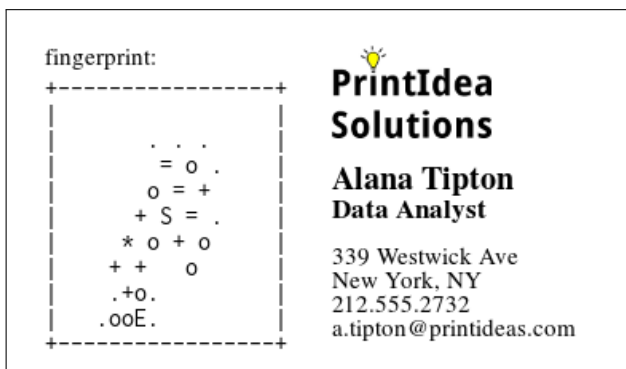 fingerprint:
+-----------------+
|                 |
|        . . .    |
|         = o .   |
|        o = +    |
|       + S = .   |
|      * o + o    |
|     + +   o     |
|     .+o.        |
|    .ooE.        |
+-----------------+
PrintIdea
Solutions
Alana Tipton
Data Analyst
339 Westwick Ave
New York, NY
212.555.2732
a.tipton@printideas.com